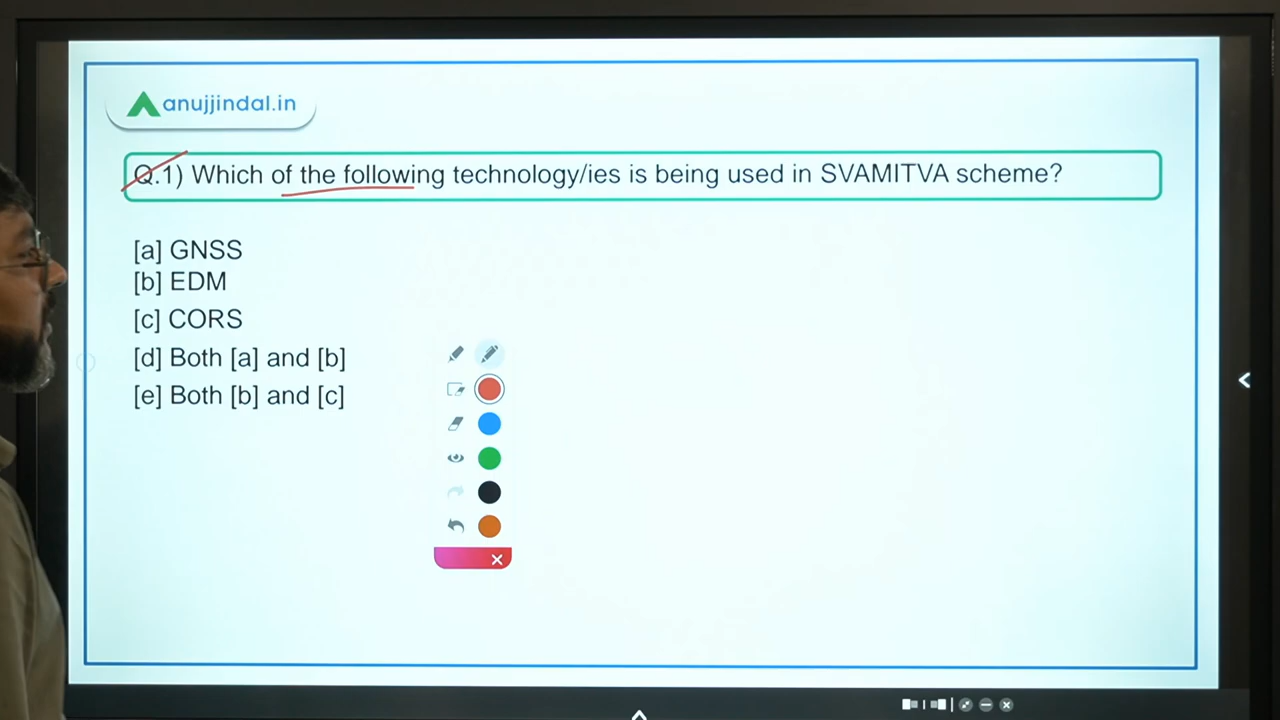 anujjindal.in
Q.1) Which of the following technology/ies is being used in SVAMITVA scheme?
[a] GNSS
[b] EDM
[c] CORS
[d] Both [a] and [b]
[e] Both [b] and [c]